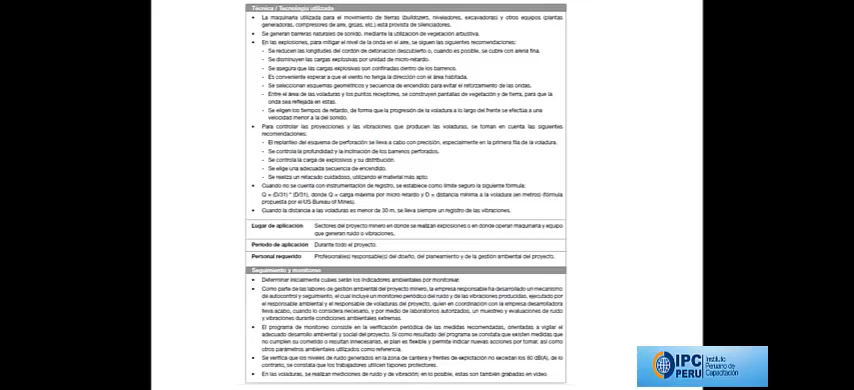 Técnica / Tecnología utilizada
• La maquinaria utilizada para el movimiento de tierras (bulldozers, niveladores, excavadoras) y otros equipos (plantas
generadoras, compresores de aire, grúas, etc.) está provista de silenciadores.
• Se generan barreras naturales de sonido, mediante la utilización de vegetación arbustiva.
• En las explosiones, para mitigar el nivel de la onda en el aire, se siguen las siguientes recomendaciones:
- Se reducen las longitudes del cordón de detonación descubierto o, cuando es posible, se cubre con arena fina.
- Se disminuyen las cargas explosivas por unidad de micro-retardo.
- Se asegura que las cargas explosivas son confinadas dentro de los barrenos.
- Es conveniente esperar a que el viento no tenga la dirección con el área habitada.
- Se seleccionan esquemas geométricos y secuencia de encendido para evitar el reforzamiento de las ondas.
- Entre el área de las voladuras y los puntos receptores, se construyen pantallas de vegetación y de tierra, para que la
onda sea reflejada en estas.
- Se eligen los tiempos de retardo, de forma que la progresión de la voladura a lo largo del frente se efectúa a una
velocidad menor a la del sonido.
• Para controlar las proyecciones y las vibraciones que producen las voladuras, se toman en cuenta las siguientes
recomendaciones:
- El replanteo del esquema de perforación se lleva a cabo con precisión, especialmente en la primera fila de la voladura.
- Se controla la profundidad y la inclinación de los barrenos perforados.
- Se controla la carga de explosivos y su distribución.
- Se elige una adecuada secuencia de encendido.
- Se realiza un retacado cuidadoso, utilizando el material más apto.
• Cuando no se cuenta con instrumentación de registro, se establece como límite seguro la siguiente fórmula:
Q = (D/31) * (D/31), donde Q = carga máxima por micro retardo y D = distancia mínima a la voladura (en metros) (fórmula
propuesta por el US Bureau of Mines).
• Cuando la distancia a las voladuras es menor de 30 m, se lleva siempre un registro de las vibraciones.
Lugar de aplicación Sectores del proyecto minero en donde se realizan explosiones o en donde operan maquinaria y equipo
que generan ruido o vibraciones.
Período de aplicación Durante todo el proyecto.
Personal requerido Profesional(es) responsable(s) del diseño, del planeamiento y de la gestión ambiental del proyecto.
Seguimiento y monitoreo
• Determinar inicialmente cuáles serán los indicadores ambientales por monitorear.
• Como parte de las labores de gestión ambiental del proyecto minero, la empresa responsable ha desarrollado un mecanismo
de autocontrol y seguimiento, el cual incluye un monitoreo periódico del ruido y de las vibraciones producidas, ejecutado por
el responsable ambiental y el responsable de voladuras del proyecto, quien en coordinación con la empresa desarrolladora
lleva a cabo, cuando lo considera necesario, y por medio de laboratorios autorizados, un muestreo y evaluaciones de ruido
y vibraciones durante condiciones ambientales extremas.
• El programa de monitoreo consiste en la verificación periódica de las medidas recomendadas, orientadas a vigilar el
adecuado desarrollo ambiental y social del proyecto. Si como resultado del programa se constata que existen medidas que
no cumplen su cometido o resultan innecesarias, el plan es flexible y permite indicar nuevas acciones por tomar, así como
otros parámetros ambientales utilizados como referencia.
• Se verifica que los niveles de ruido generados en la zona de cantera y frentes de explotación no excedan los 80 dB(A), de lo
contrario, se constata que los trabajadores utilicen tapones protectores.
• En las voladuras, se realizan mediciones de ruido y de vibración; en lo posible, estas son también grabadas en video.
IPC
PERÚ
Instituto
Peruano de
Capacitación